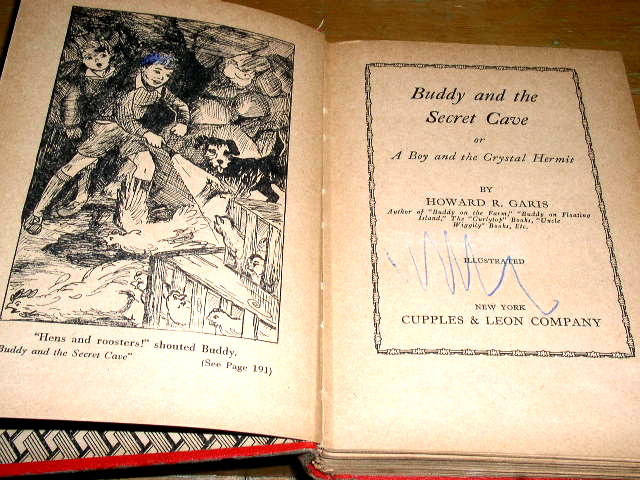 "Hens and roosters!" shouted Buddy.
Buddy and the Secret Cave"
(See Page 191)
Buddy and the
Secret Cave
or
A Boy and the Crystal Hermit
BY
HOWARD R. GARIS
Author of "Buddy on the Farm," "Buddy on Floating
Island," The "Curlytop" Books, "Uncle
Wiggily" Books, Etc.
ILLUSTRATED
NEW YORK
CUPPLES & LEON COMPANY